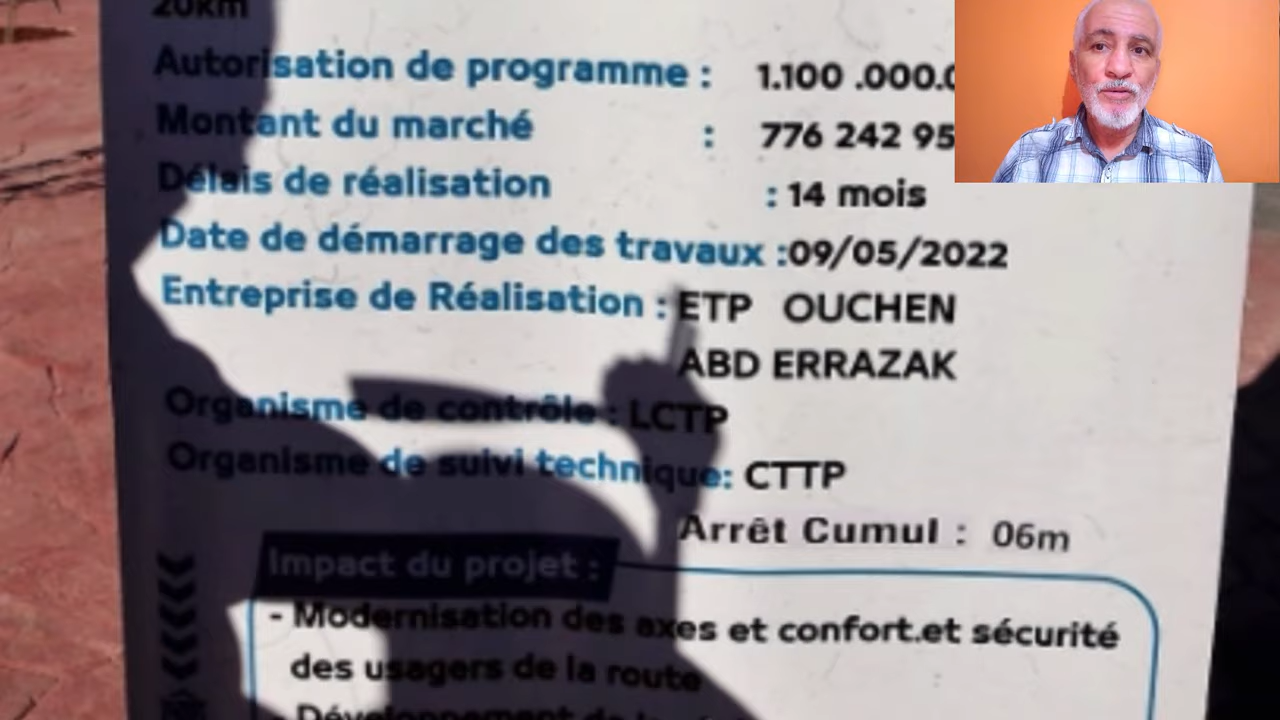 20km
Autorisation de programme : 1.100 .000.0
Montant du marché : 776 242 95
Délais de réalisation : 14 mois
Date de démarrage des travaux :09/05/2022
Entreprise de Réalisation : ETP OUCHEN
ABD ERRAZAK
Organisme de contrôle : LCTP
Organisme de suivi technique: CTTP
Arrêt Cumul : 06m
Impact du projet :
- Modernisation des axes et confort.et sécurité
des usagers de la route